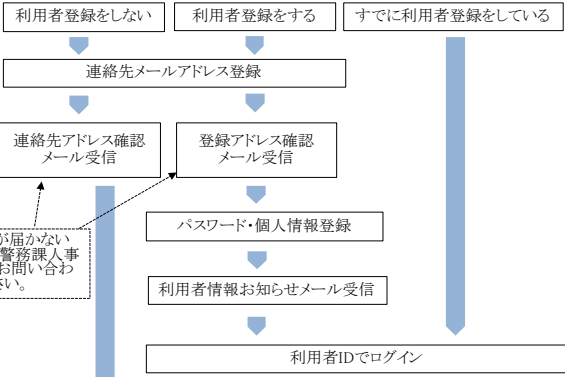 利用者登録をしない
利用者登録をする
すでに利用者登録をしている
連絡先メールアドレス登録
連絡先アドレス確認
メール受信
登録アドレス確認
メール受信
が届かない
警務課人事
お問い合わ
さい。
パスワード・個人情報登録
利用者情報お知らせメール受信
利用者IDでログイン